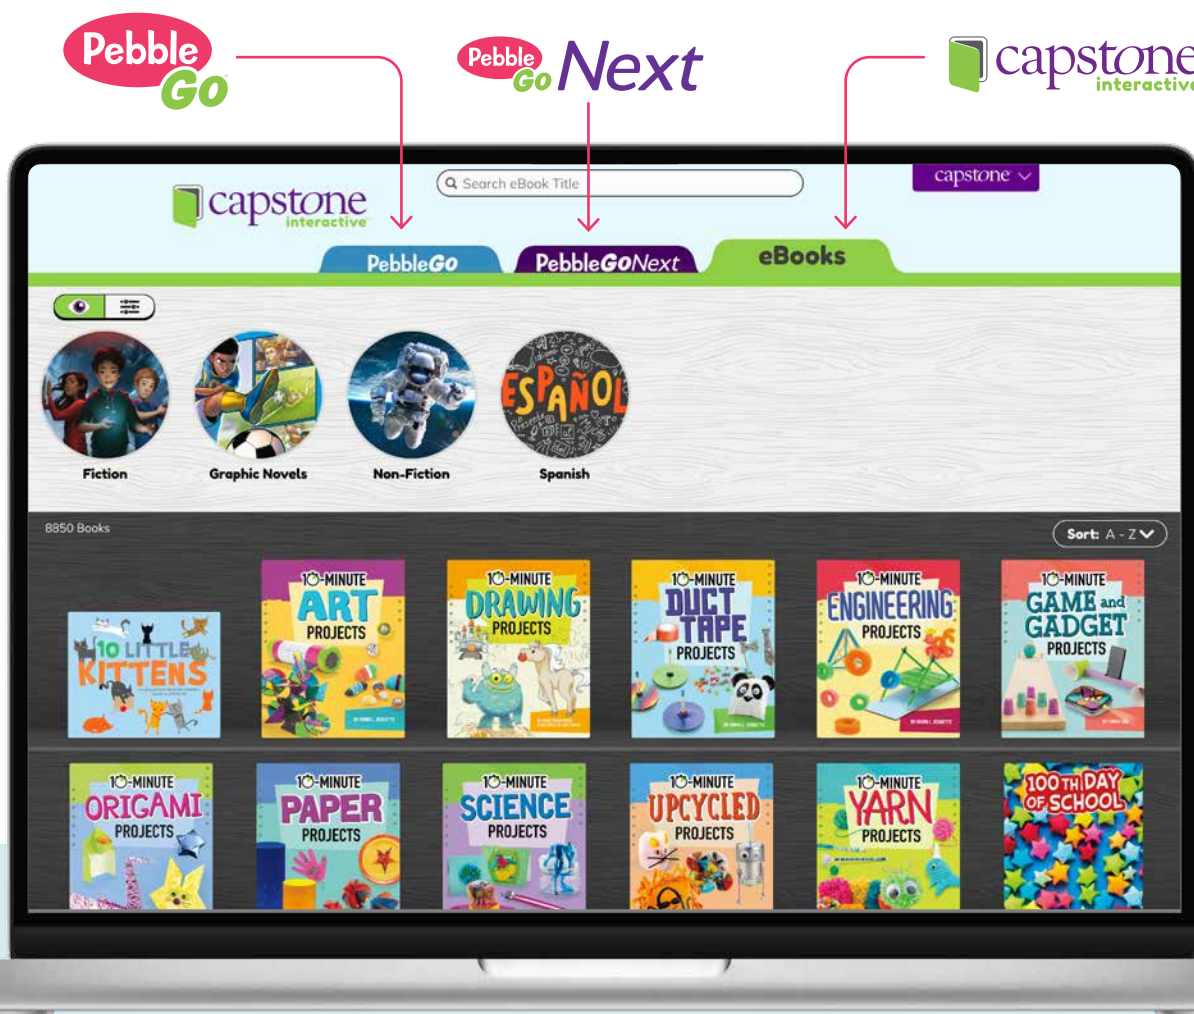 Pebble Go
Pebble Go Next
capstone interactive
capstone interactive
Search eBook Title
capstone
PebbleGo
PebbleGoNext
eBooks
ESPAÑOL
Fiction
Graphic Novels
Non-Fiction
Spanish
8850 Books
Sort: A - Z
10 LITTLE KITTENS
10-MINUTE
ART
PROJECTS
10-MINUTE
DRAWING
PROJECTS
10-MINUTE
DUCT TAPE
PROJECTS
10-MINUTE
ENGINEERING
PROJECTS
10-MINUTE
GAME and
GADGET
PROJECTS
10-MINUTE
ORIGAMI
PROJECTS
10-MINUTE
PAPER
PROJECTS
10-MINUTE
SCIENCE
PROJECTS
10-MINUTE
UPCYCLED
PROJECTS
10-MINUTE
YARN
PROJECTS
100TH DAY
OF SCHOOL